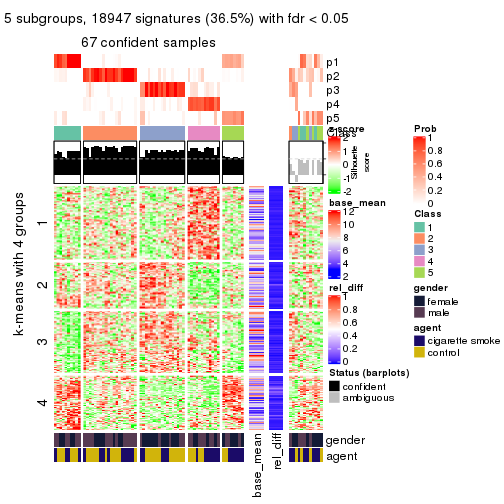 5 subgroups, 18947 signatures (36.5%) with fdr < 0.05
67 confident samples
p1
p2
p3
p4
p5
Class
Silhouette
score
k-means with 4 groups
1
2
3
4
base_mean
rel_diff
gender
agent
z-score
2
1
0
-1
-2
base_mean
12
10
8
6
4
2
rel_diff
1
0.8
0.6
0.4
0.2
0
Status (barplots)
confident
ambiguous
Prob
1
0.8
0.6
0.4
0.2
0
Class
1
2
3
4
5
gender
female
male
agent
cigarette smoke
control